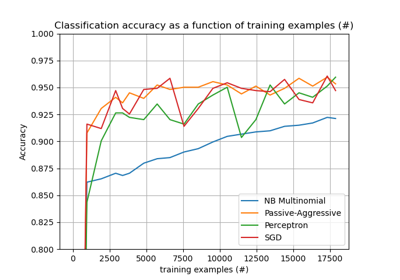 Classification accuracy as a function of training examples (#)
1.000
0.975
0.950
0.925
0.900
0.875
0.850
0.825
0.800
Accuracy
NB Multinomial
Passive-Aggressive
Perceptron
SGD
0 2500 5000 7500 10000 12500 15000 17500
training examples (#)